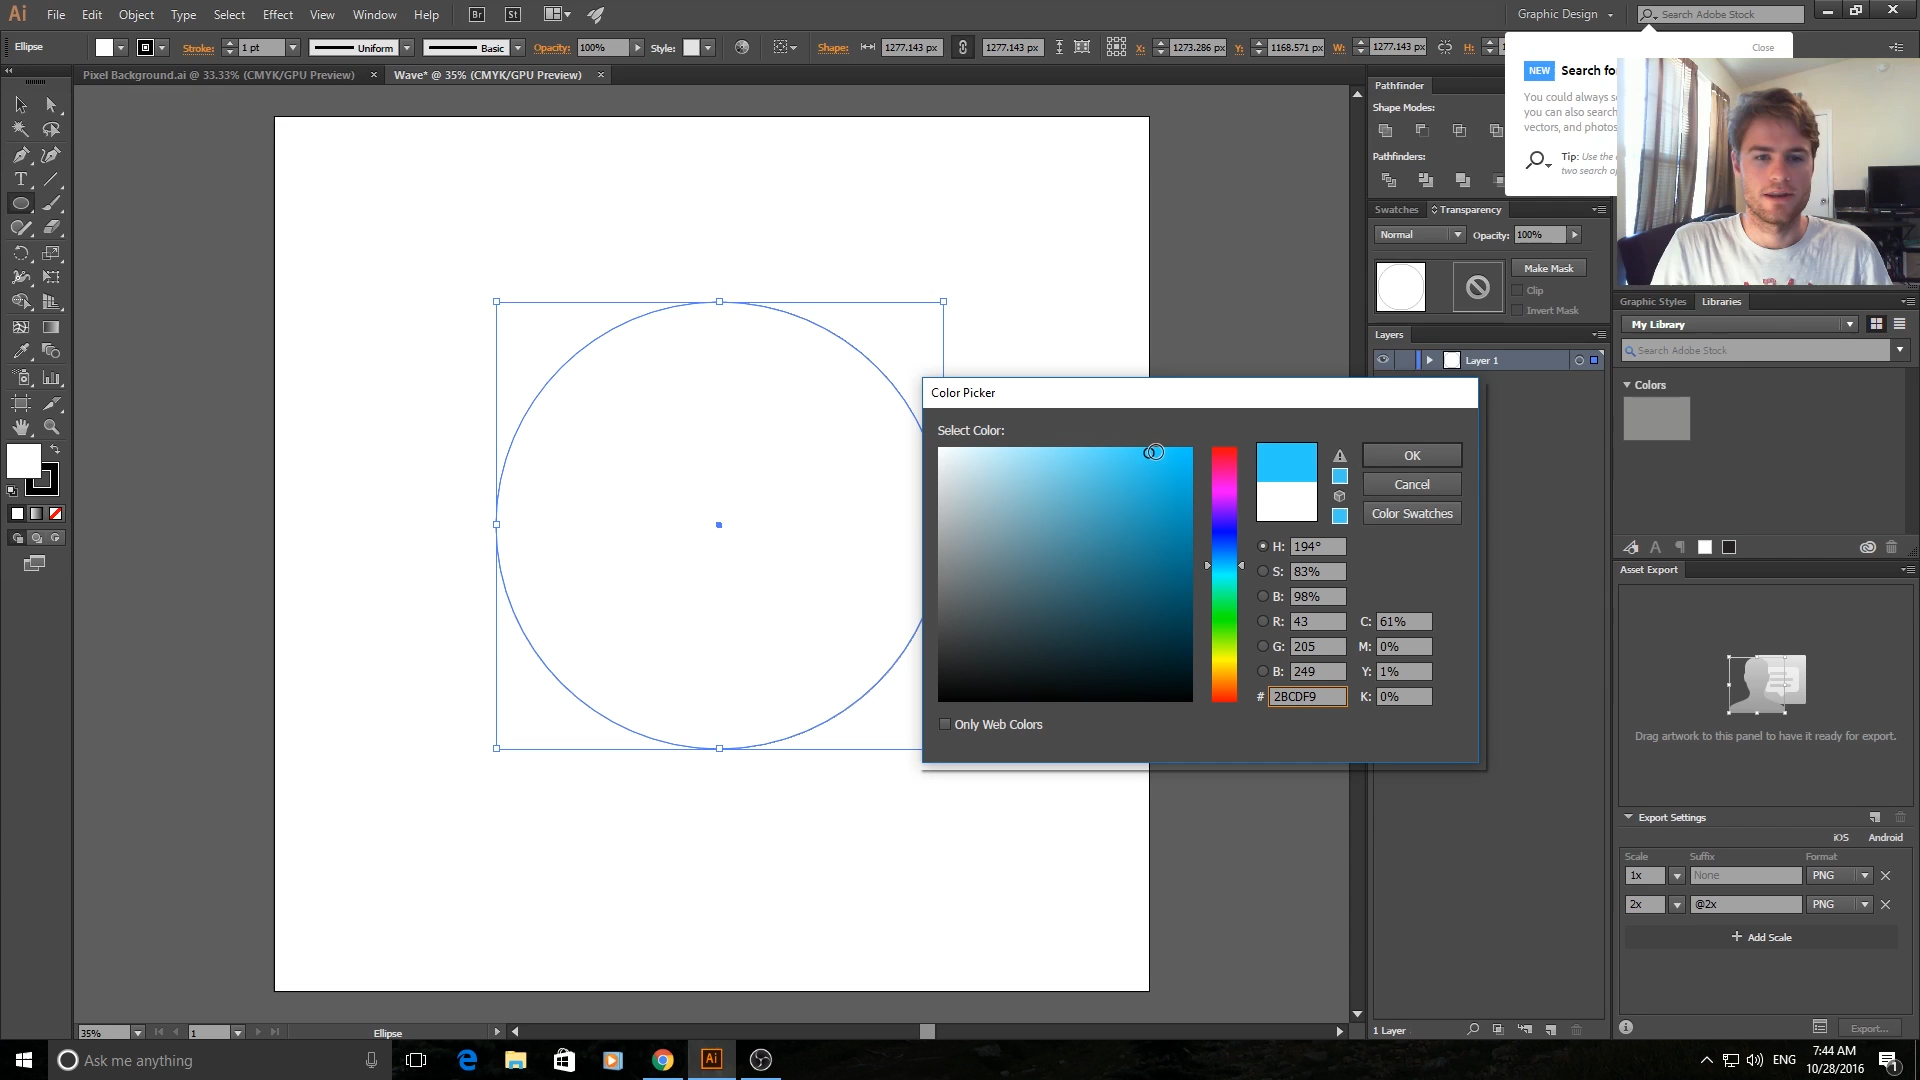 Ai File Edit Object Type Select Effect View Window Help Br St Graphic Design Search Adobe Stock
Ellipse Stroke: 1 pt Uniform Basic Opacity: 100% Style: Shape: 1277.143 px 1277.143 px X: 1273.286 px Y: 1168.571 px W: 1277.143 px H:
Close
Pixel Background.ai @ 33.33% (CMYK/GPU Preview) Wave* @ 35% (CMYK/GPU Preview)
NEW Search fo
You could always s
you can also search
vectors, and photos
Tip: Use the
two search o
Pathfinder
Shape Modes:
Pathfinders:
Swatches Transparency
Normal Opacity: 100%
Make Mask
Clip
Invert Mask
Layers
Layer 1
Graphic Styles Libraries
My Library
Search Adobe Stock
Colors
Color Picker
Select Color:
OK
Cancel
Color Swatches
H: 194°
S: 83%
B: 98%
R: 43 C: 61%
G: 205 M: 0%
B: 249 Y: 1%
# 2BCDF9 K: 0%
Only Web Colors
Asset Export
Drag artwork to this panel to have it ready for export.
Export Settings
iOS Android
Scale Suffix Format
1x None PNG
2x @2x PNG
+ Add Scale
Export...
35% 1 Ellipse
1 Layer
Ask me anything Ai ENG 7:44 AM
10/28/2016 1